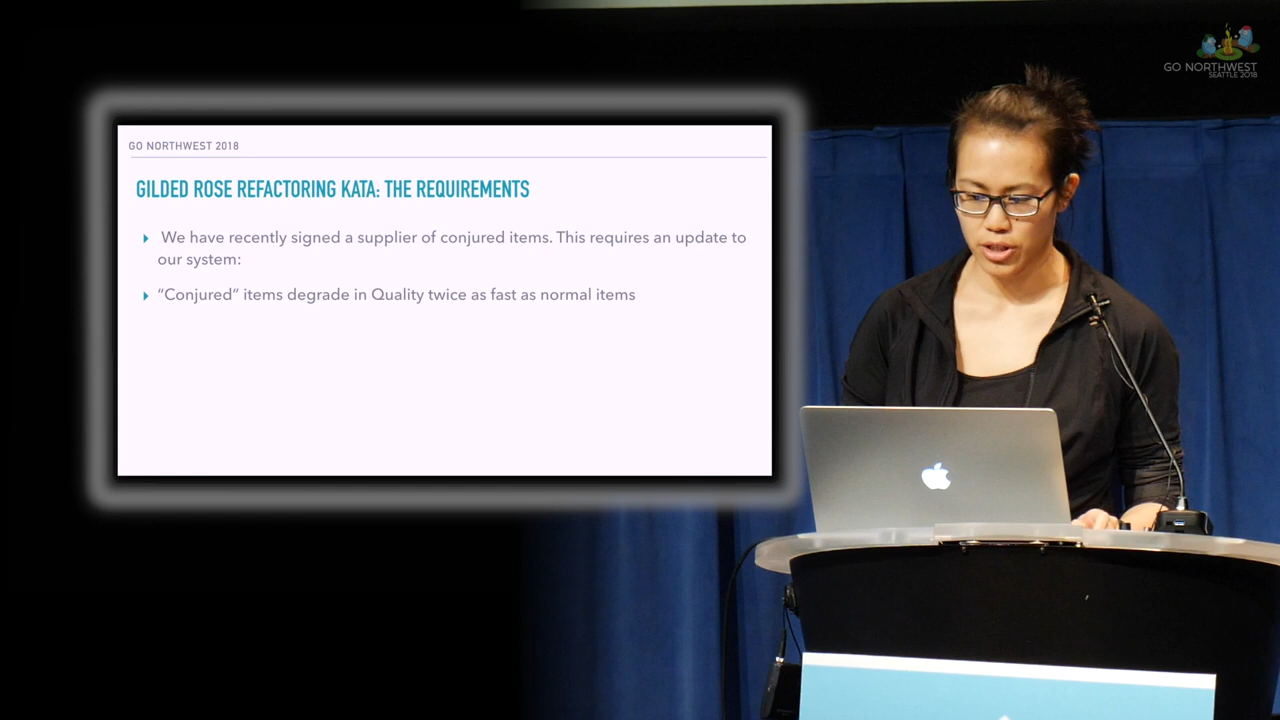 GO NORTHWEST
SEATTLE 2018
GO NORTHWEST 2018
GILDED ROSE REFACTORING KATA: THE REQUIREMENTS
We have recently signed a supplier of conjured items. This requires an update to
our system:
“Conjured” items degrade in Quality twice as fast as normal items